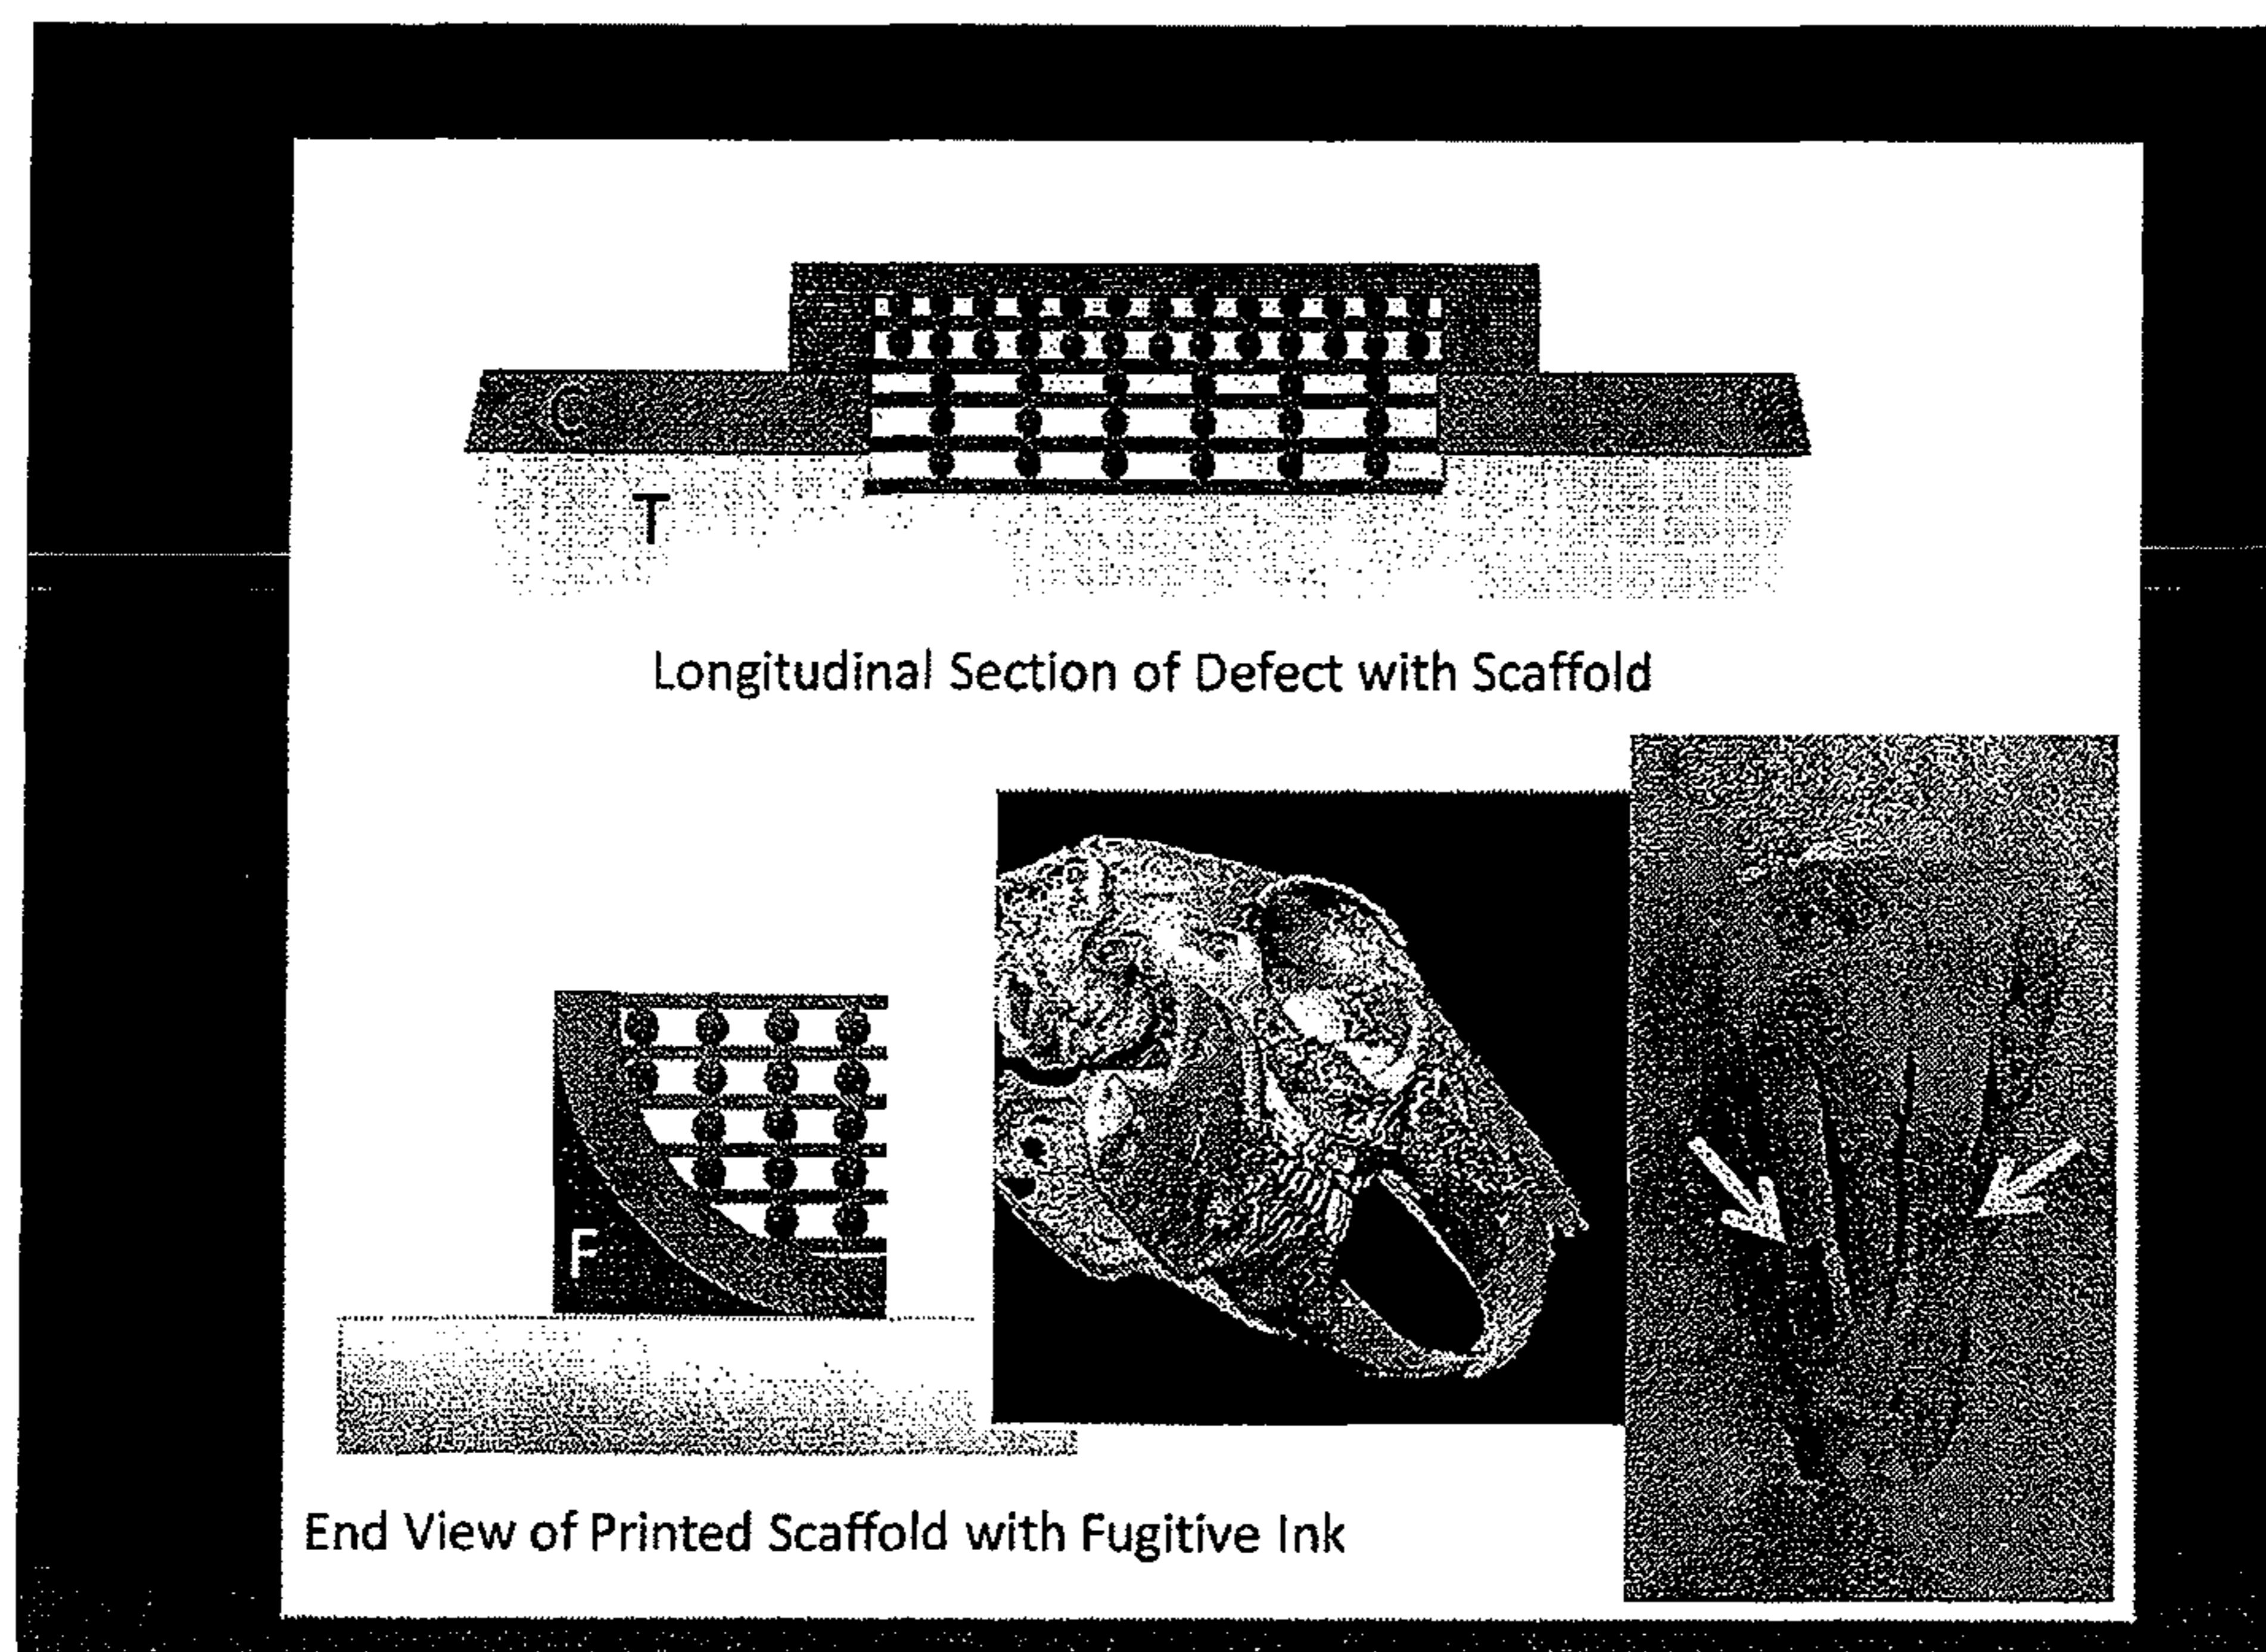 C
T
Longitudinal Section of Defect with Scaffold
F
End View of Printed Scaffold with Fugitive Ink